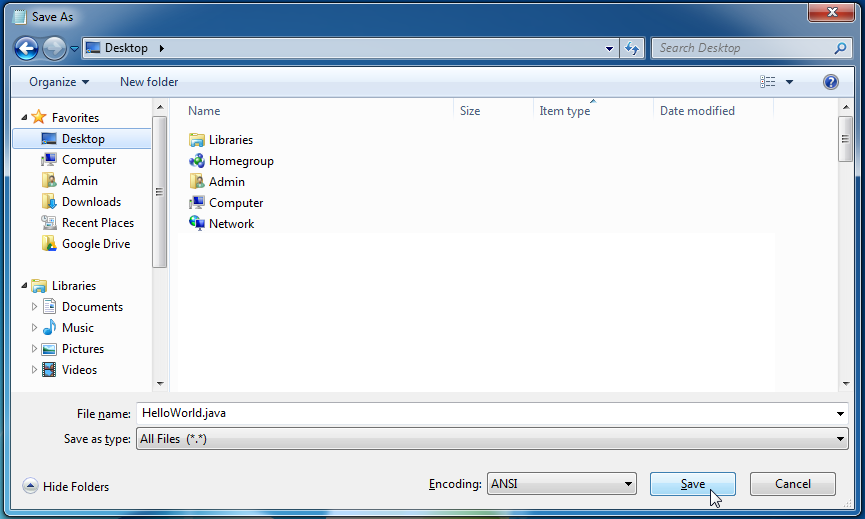 Save As
Desktop
Search Desktop
Organize
New folder
Favorites
Desktop
Computer
Admin
Downloads
Recent Places
Google Drive
Libraries
Documents
Music
Pictures
Videos
Name Size Item type Date modified
Libraries
Homegroup
Admin
Computer
Network
File name: HelloWorld.java
Save as type: All Files (*.*)
Hide Folders
Encoding: ANSI
Save
Cancel